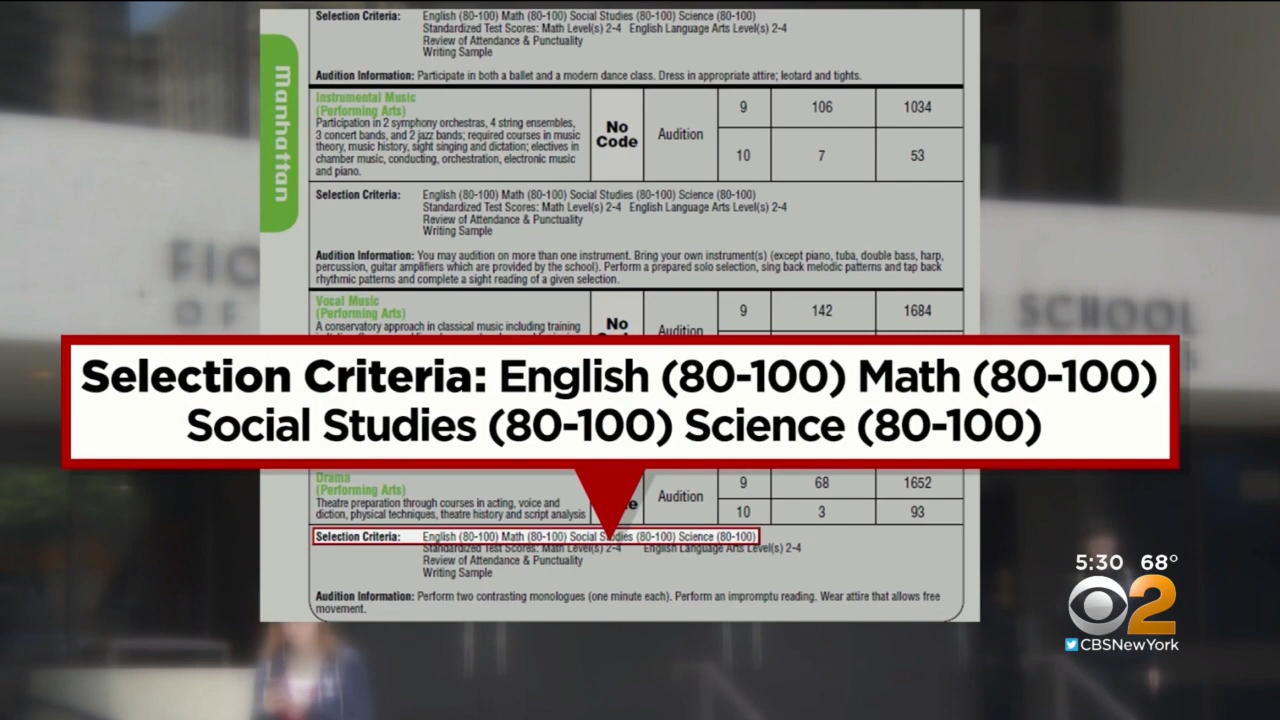 Selection Criteria: English (80-100) Math (80-100) Social Studies (80-100) Science (80-100)
Standardized Test Scores: Math Level(s) 2-4 English Language Arts Level(s) 2-4
Review of Attendance & Punctuality
Writing Sample
Audition Information: Participate in both a ballet and a modern dance class. Dress in appropriate attire; leotard and tights.
manhattan
Instrumental Music
(Performing Arts)
Participation in 2 symphony orchestras, 4 string ensembles,
3 concert bands, and 2 jazz bands; required courses in music
theory, music history, sight singing and dictation; electives in
chamber music, conducting, orchestration, electronic music
and piano.
No
Code
Audition
9 106 1034
10 7 53
Selection Criteria: English (80-100) Math (80-100) Social Studies (80-100) Science (80-100)
Standardized Test Scores: Math Level(s) 2-4 English Language Arts Level(s) 2-4
Review of Attendance & Punctuality
Writing Sample
Audition Information: You may audition on more than one instrument. Bring your own instrument(s) (except piano, tuba, double bass, harp,
percussion, guitar amplifiers which are provided by the school). Perform a prepared solo selection, sing back melodic patterns and tap back
rhythmic patterns and complete a sight reading of a given selection.
Vocal Music
(Performing Arts)
A conservatory approach in classical music including training
No
Audition
9 142 1684
SCHOOL
OF
Selection Criteria: English (80-100) Math (80-100)
Social Studies (80-100) Science (80-100)
Drama
(Performing Arts)
Theatre preparation through courses in acting, voice and
diction, physical techniques, theatre history and script analysis
Audition
9 68 1652
10 3 93
Selection Criteria: English (80-100) Math (80-100) Social Studies (80-100) Science (80-100)
Standardized Test Scores: Math Level(s) 2-4 English Language Arts Level(s) 2-4
Review of Attendance & Punctuality
Writing Sample
Audition Information: Perform two contrasting monologues (one minute each). Perform an impromptu reading. Wear attire that allows free
movement.
5:30 68°
2
CBSNewYork